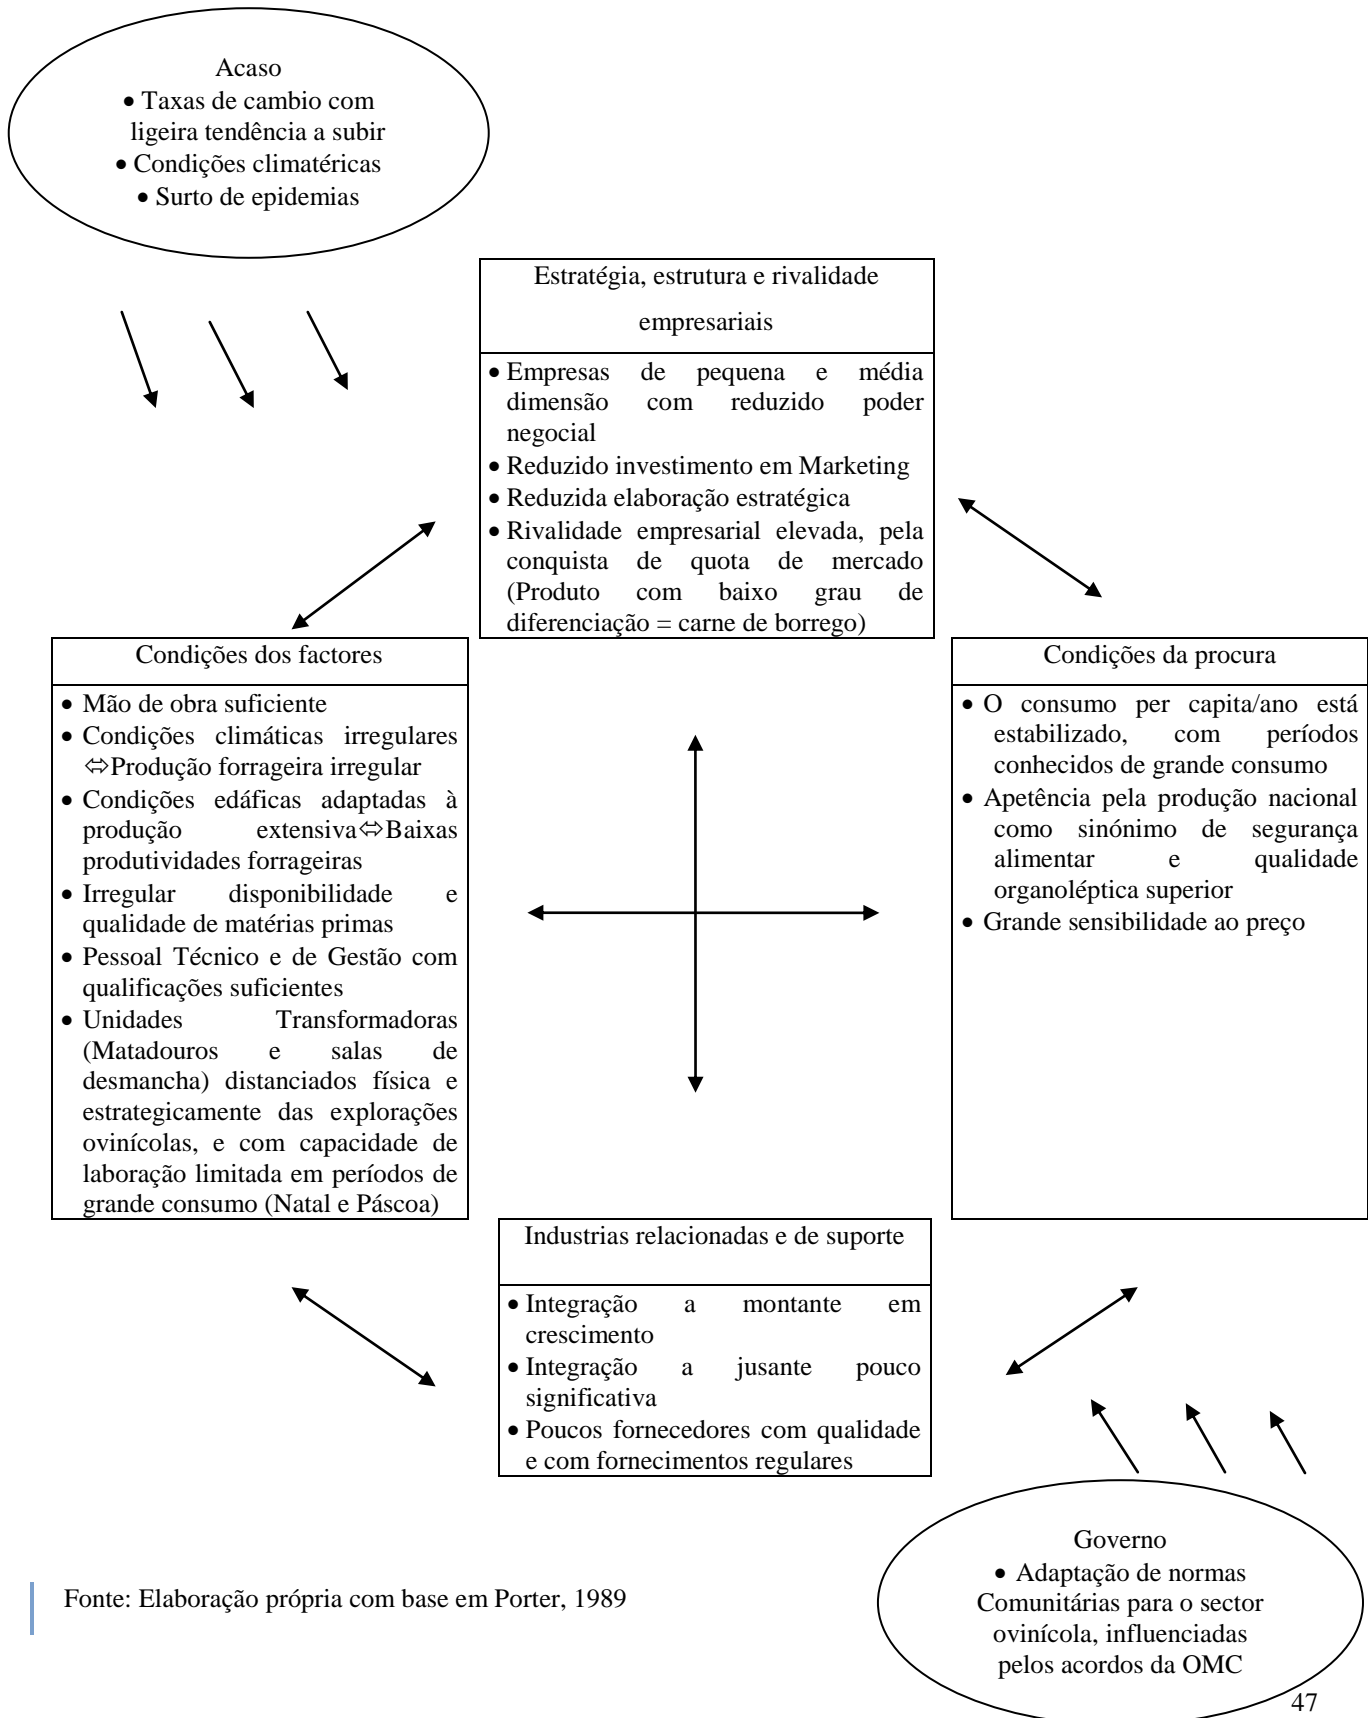 Acaso
• Taxas de cambio com
ligeira tendência a subir
• Condições climatéricas
• Surto de epidemias
Estratégia, estrutura e rivalidade
empresariais
• Empresas de pequena e média
dimensão com reduzido poder
negocial
• Reduzido investimento em Marketing
• Reduzida elaboração estratégica
• Rivalidade empresarial elevada, pela
conquista de quota de mercado
(Produto com baixo grau de
diferenciação = carne de borrego)
Condições dos factores
• Mão de obra suficiente
• Condições climáticas irregulares
⇔Produção forrageira irregular
• Condições edáficas adaptadas à
produção extensiva⇔Baixas
produtividades forrageiras
• Irregular disponibilidade e
qualidade de matérias primas
• Pessoal Técnico e de Gestão com
qualificações suficientes
• Unidades Transformadoras
(Matadouros e salas de
desmancha) distanciados física e
estrategicamente das explorações
ovinícolas, e com capacidade de
laboração limitada em períodos de
grande consumo (Natal e Páscoa)
Condições da procura
• O consumo per capita/ano está
estabilizado, com períodos
conhecidos de grande consumo
• Apetência pela produção nacional
como sinónimo de segurança
alimentar e qualidade
organoléptica superior
• Grande sensibilidade ao preço
Industrias relacionadas e de suporte
• Integração a montante em
crescimento
• Integração a jusante pouco
significativa
• Poucos fornecedores com qualidade
e com fornecimentos regulares
Governo
• Adaptação de normas
Comunitárias para o sector
ovinícola, influenciadas
pelos acordos da OMC
Fonte: Elaboração própria com base em Porter, 1989
47